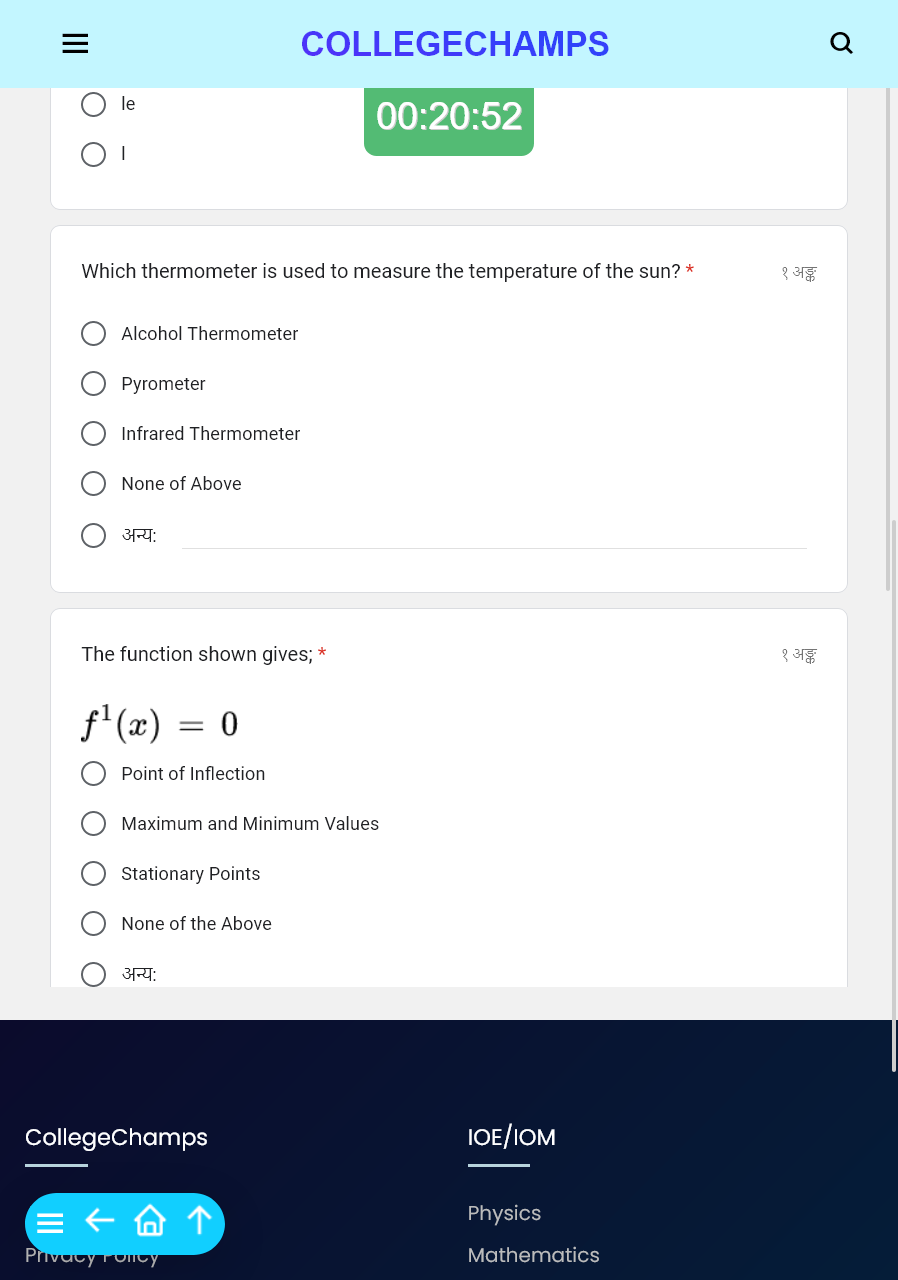 COLLEGECHAMPS
le
00:20:52
l
Which thermometer is used to measure the temperature of the sun? *
१ अङ्क
Alcohol Thermometer
Pyrometer
Infrared Thermometer
None of Above
अन्य:
The function shown gives; *
१ अङ्क
f¹(x) = 0
Point of Inflection
Maximum and Minimum Values
Stationary Points
None of the Above
अन्य:
CollegeChamps
IOE/IOM
Physics
Privacy Policy
Mathematics